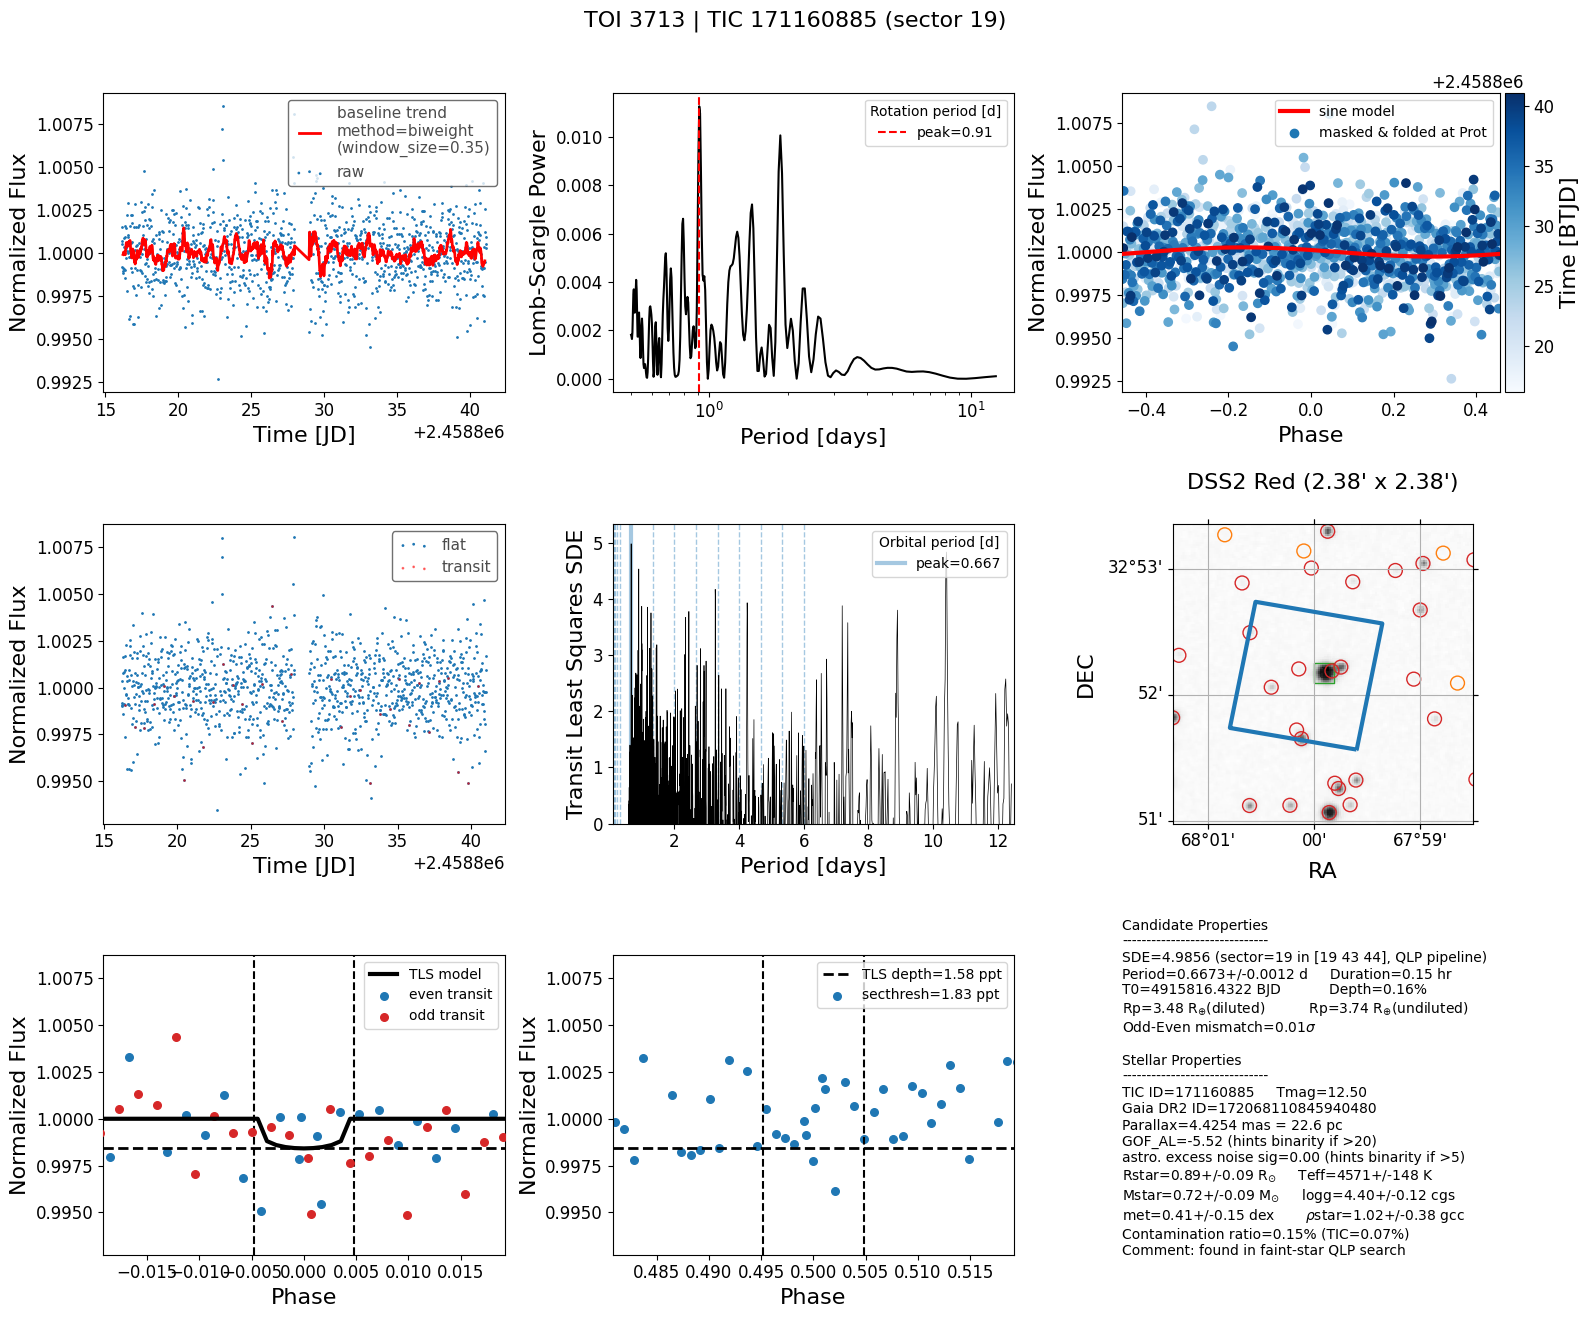 TOI 3713 | TIC 171160885 (sector 19)
Normalized Flux
1.0075
1.0050
1.0025
1.0000
0.9975
0.9950
0.9925
baseline trend
method=biweight
(window_size=0.35)
raw
15 20 25 30 35 40
Time [JD]
+2.4588e6
Lomb-Scargle Power
0.010
0.008
0.006
0.004
0.002
0.000
Rotation period [d]
peak=0.91
10⁰ 10¹
Period [days]
Normalized Flux
1.0075
1.0050
1.0025
1.0000
0.9975
0.9950
0.9925
sine model
masked & folded at Prot
−0.4 −0.2 0.0 0.2 0.4
Phase
+2.4588e6
40
35
30
25
20
Time [BTJD]
Normalized Flux
1.0075
1.0050
1.0025
1.0000
0.9975
0.9950
flat
transit
15 20 25 30 35 40
Time [JD]
+2.4588e6
Transit Least Squares SDE
5
4
3
2
1
0
Orbital period [d]
peak=0.667
2 4 6 8 10 12
Period [days]
DSS2 Red (2.38' x 2.38')
DEC
32°53'
52'
51'
68°01' 00' 67°59'
RA
Normalized Flux
1.0075
1.0050
1.0025
1.0000
0.9975
0.9950
TLS model
even transit
odd transit
−0.015 −0.010 −0.005 0.000 0.005 0.010 0.015
Phase
Normalized Flux
1.0075
1.0050
1.0025
1.0000
0.9975
0.9950
TLS depth=1.58 ppt
secthresh=1.83 ppt
0.485 0.490 0.495 0.500 0.505 0.510 0.515
Phase
Candidate Properties
------------------------------
SDE=4.9856 (sector=19 in [19 43 44], QLP pipeline)
Period=0.6673+/-0.0012 d Duration=0.15 hr
T0=4915816.4322 BJD Depth=0.16%
Rp=3.48 R⊕(diluted) Rp=3.74 R⊕(undiluted)
Odd-Even mismatch=0.01σ
Stellar Properties
------------------------------
TIC ID=171160885 Tmag=12.50
Gaia DR2 ID=172068110845940480
Parallax=4.4254 mas = 22.6 pc
GOF_AL=-5.52 (hints binarity if >20)
astro. excess noise sig=0.00 (hints binarity if >5)
Rstar=0.89+/-0.09 R⊙ Teff=4571+/-148 K
Mstar=0.72+/-0.09 M⊙ logg=4.40+/-0.12 cgs
met=0.41+/-0.15 dex ρstar=1.02+/-0.38 gcc
Contamination ratio=0.15% (TIC=0.07%)
Comment: found in faint-star QLP search